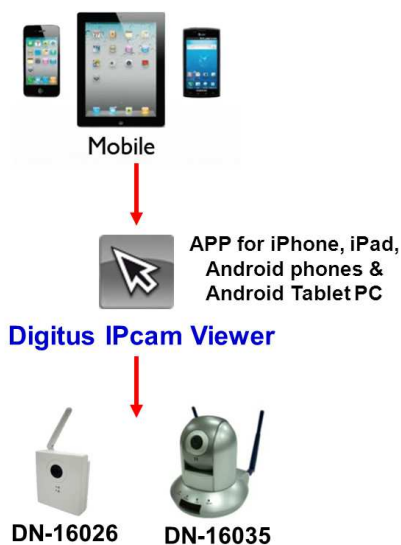 Mobile
APP for iPhone, iPad,
Android phones &
Android Tablet PC
Digitus IPcam Viewer
DN-16026
DN-16035